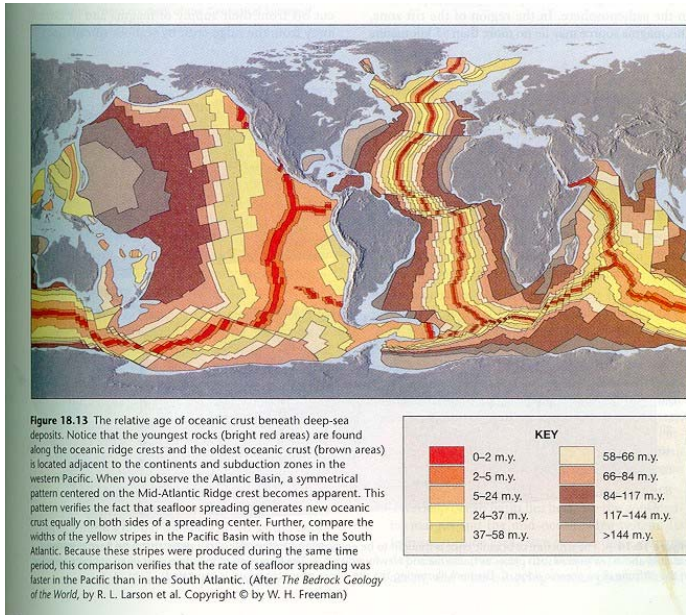 Figure 18.13 The relative age of oceanic crust beneath deep-sea
deposits. Notice that the youngest rocks (bright red areas) are found
along the oceanic ridge crests and the oldest oceanic crust (brown areas)
is located adjacent to the continents and subduction zones in the
western Pacific. When you observe the Atlantic Basin, a symmetrical
pattern centered on the Mid-Atlantic Ridge crest becomes apparent. This
pattern verifies the fact that seafloor spreading generates new oceanic
crust equally on both sides of a spreading center. Further, compare the
widths of the yellow stripes in the Pacific Basin with those in the South
Atlantic. Because these stripes were produced during the same time
period, this comparison verifies that the rate of seafloor spreading was
faster in the Pacific than in the South Atlantic. (After The Bedrock Geology
of the World, by R. L. Larson et al. Copyright © by W. H. Freeman)
KEY
0–2 m.y.
2–5 m.y.
5–24 m.y.
24–37 m.y.
37–58 m.y.
58–66 m.y.
66–84 m.y.
84–117 m.y.
117–144 m.y.
>144 m.y.